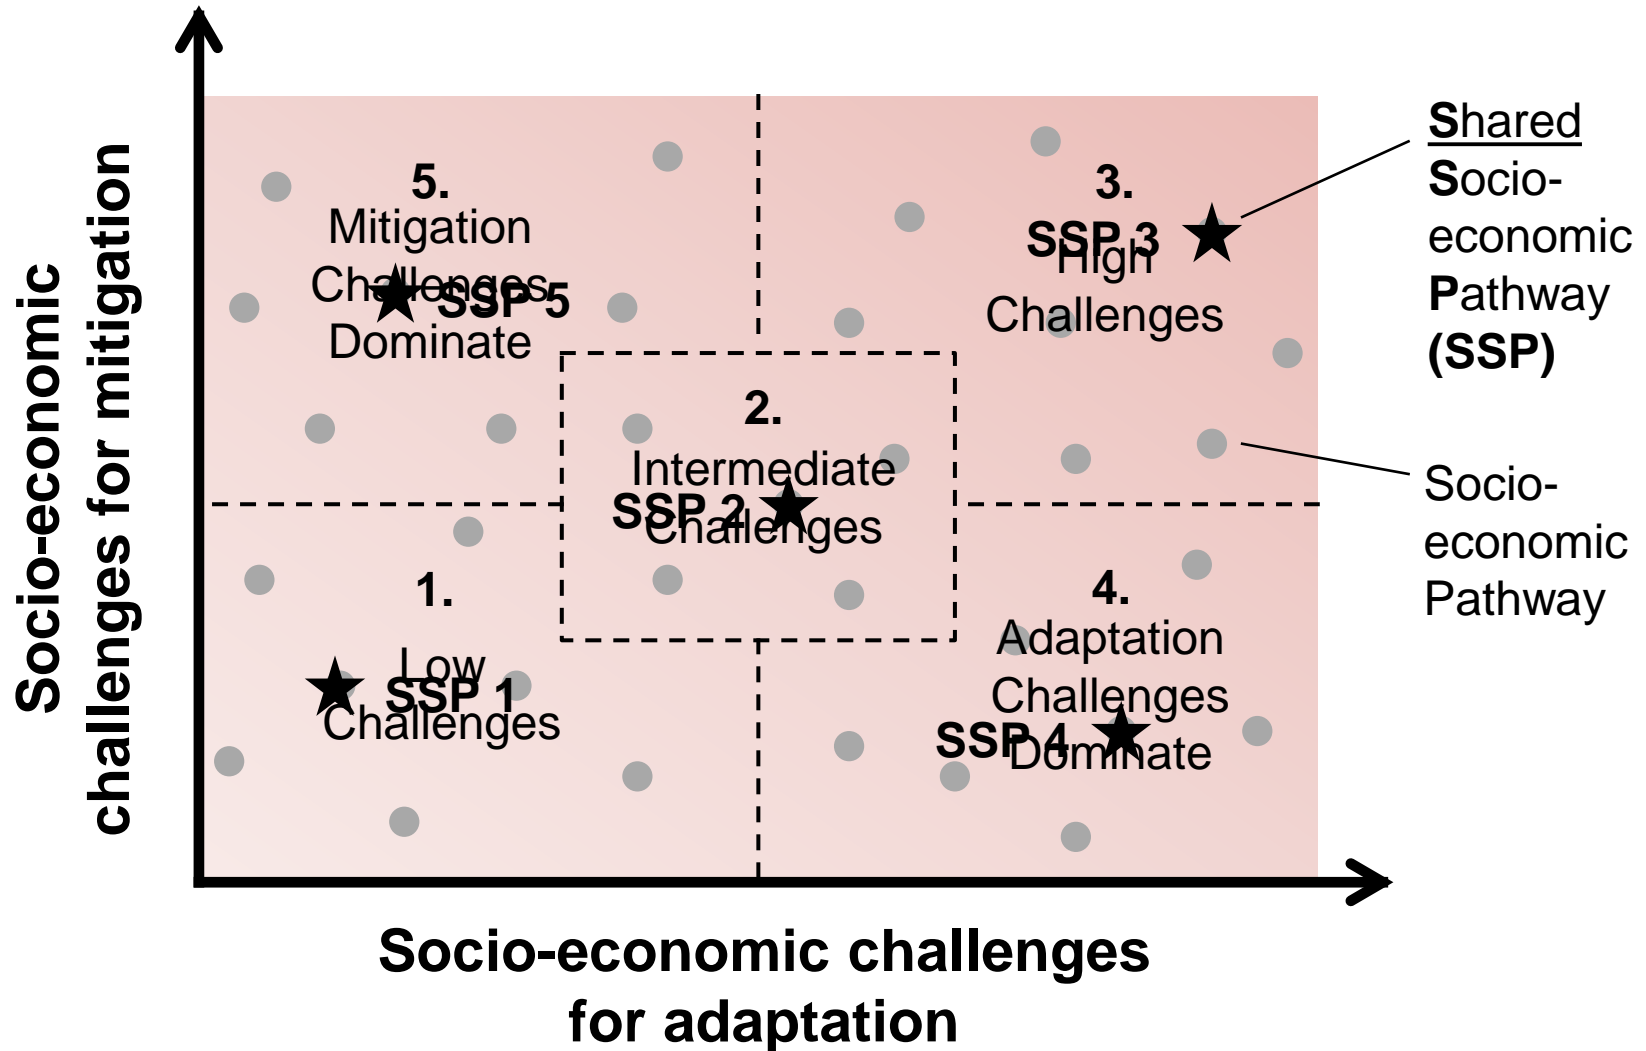 Socio-economic
challenges for mitigation
5.
Mitigation
Challenges
Dominate
SSP 5
3.
SSP 3
High
Challenges
2.
Intermediate
Challenges
SSP 2
1.
Low
Challenges
SSP 1
4.
Adaptation
Challenges
Dominate
SSP 4
Shared
Socio-
economic
Pathway
(SSP)
Socio-
economic
Pathway
Socio-economic challenges
for adaptation